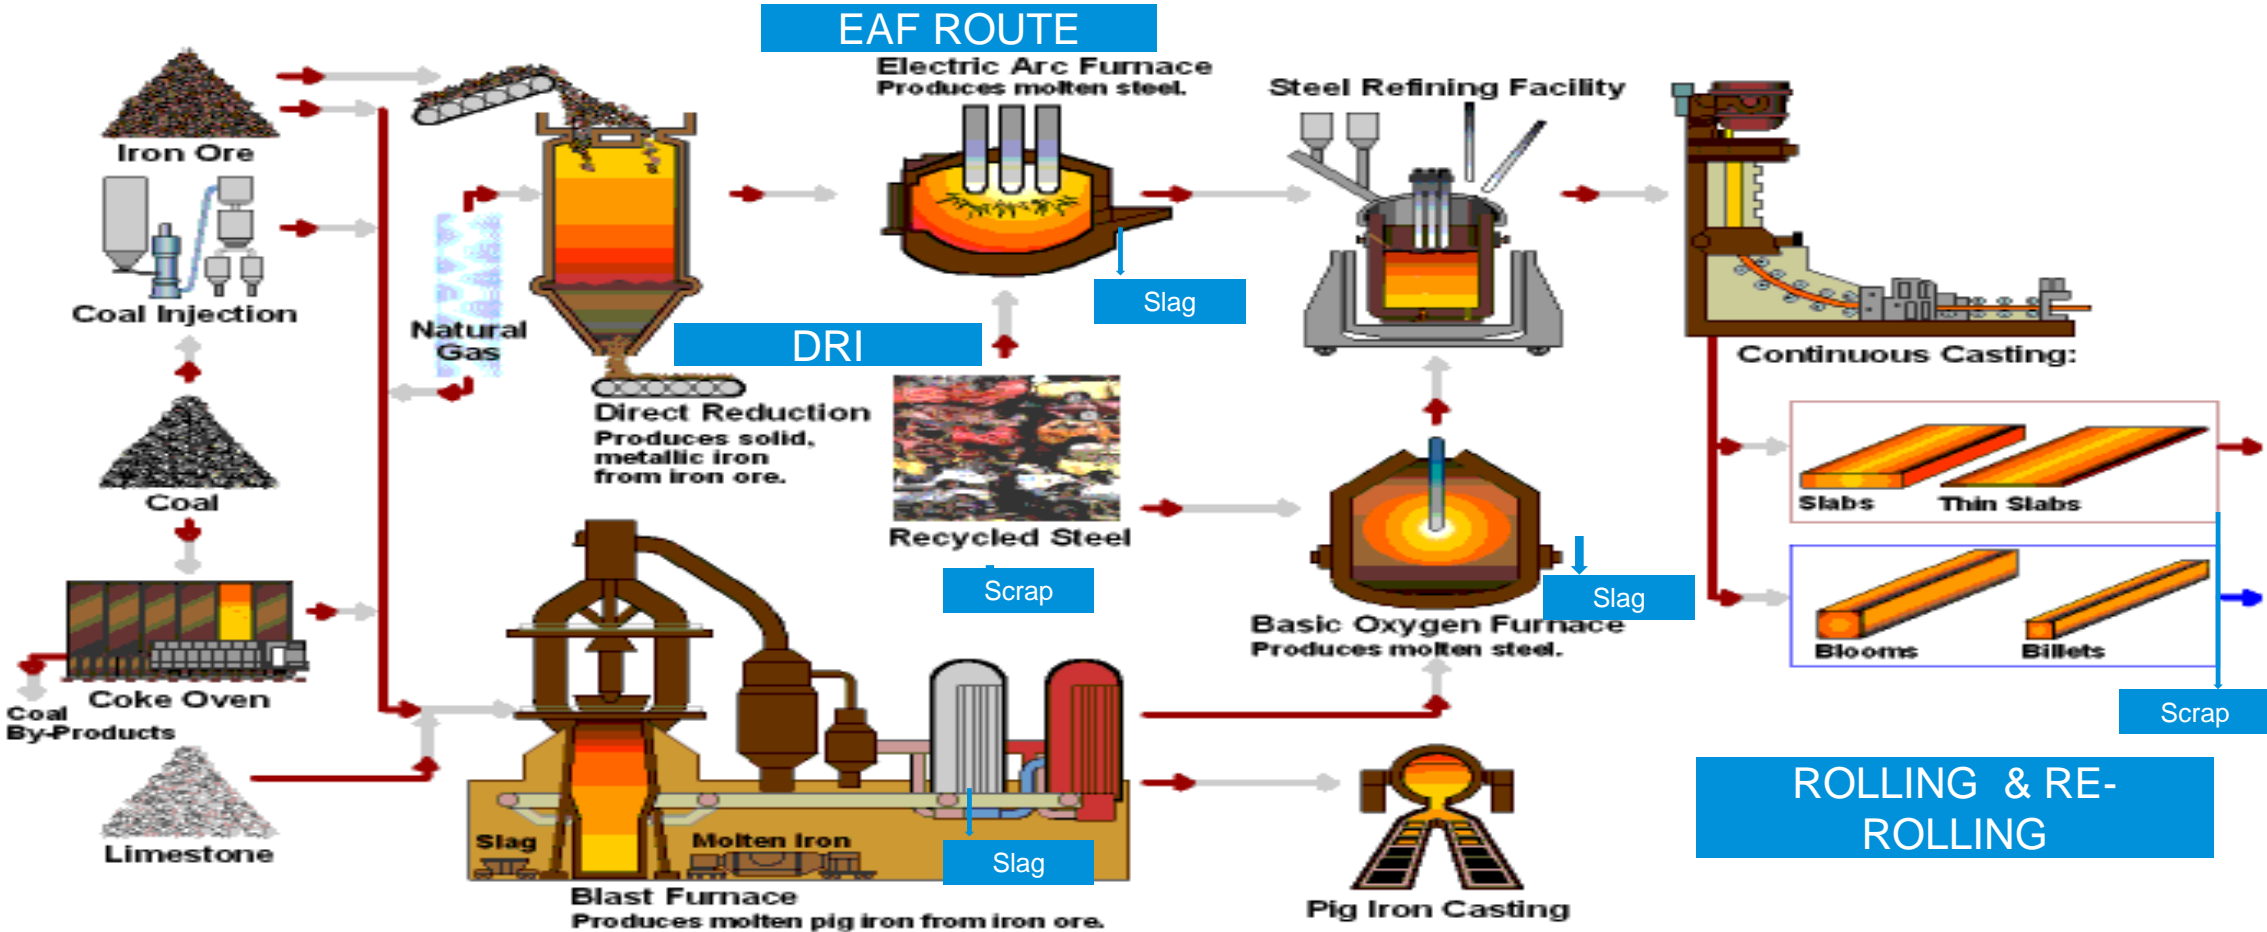 EAF ROUTE
Electric Arc Furnace
Produces molten steel.
Steel Refining Facility
Iron Ore
Coal Injection
Slag
Natural
Gas
DRI
Continuous Casting:
Direct Reduction
Produces solid,
metallic iron
from iron ore.
Coal
Slabs
Thin Slabs
Recycled Steel
Scrap
Slag
Basic Oxygen Furnace
Produces molten steel.
Blooms
Billets
Coke Oven
Coal
By-Products
Scrap
Limestone
Slag
Molten Iron
Slag
ROLLING & RE-
ROLLING
Blast Furnace
Produces molten pig iron from iron ore.
Pig Iron Casting